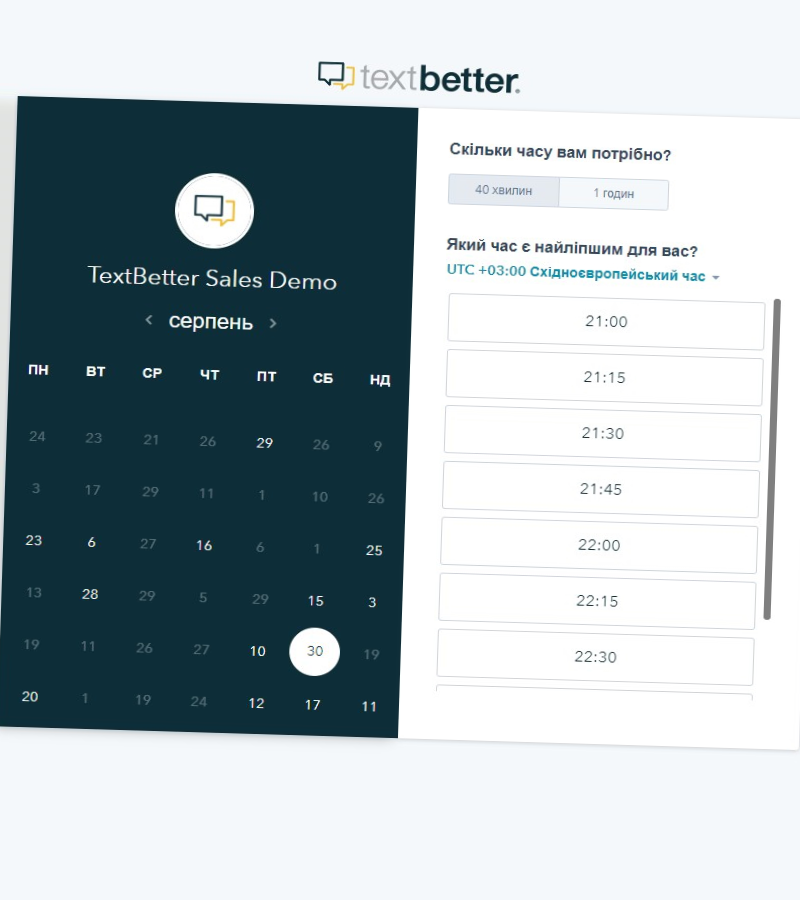 textbetter.
TextBetter Sales Demo
серпень
ПН ВТ СР ЧТ ПТ СБ НД
24 23 21 26 29 26 9
3 17 29 11 1 10 26
23 6 27 16 6 1 25
13 28 29 5 29 15 3
19 11 26 27 10 30 19
20 1 19 24 12 17 11
Скільки часу вам потрібно?
40 хвилин 1 годин
Який час є найліпшим для вас?
UTC +03:00 Східноєвропейський час
21:00
21:15
21:30
21:45
22:00
22:15
22:30